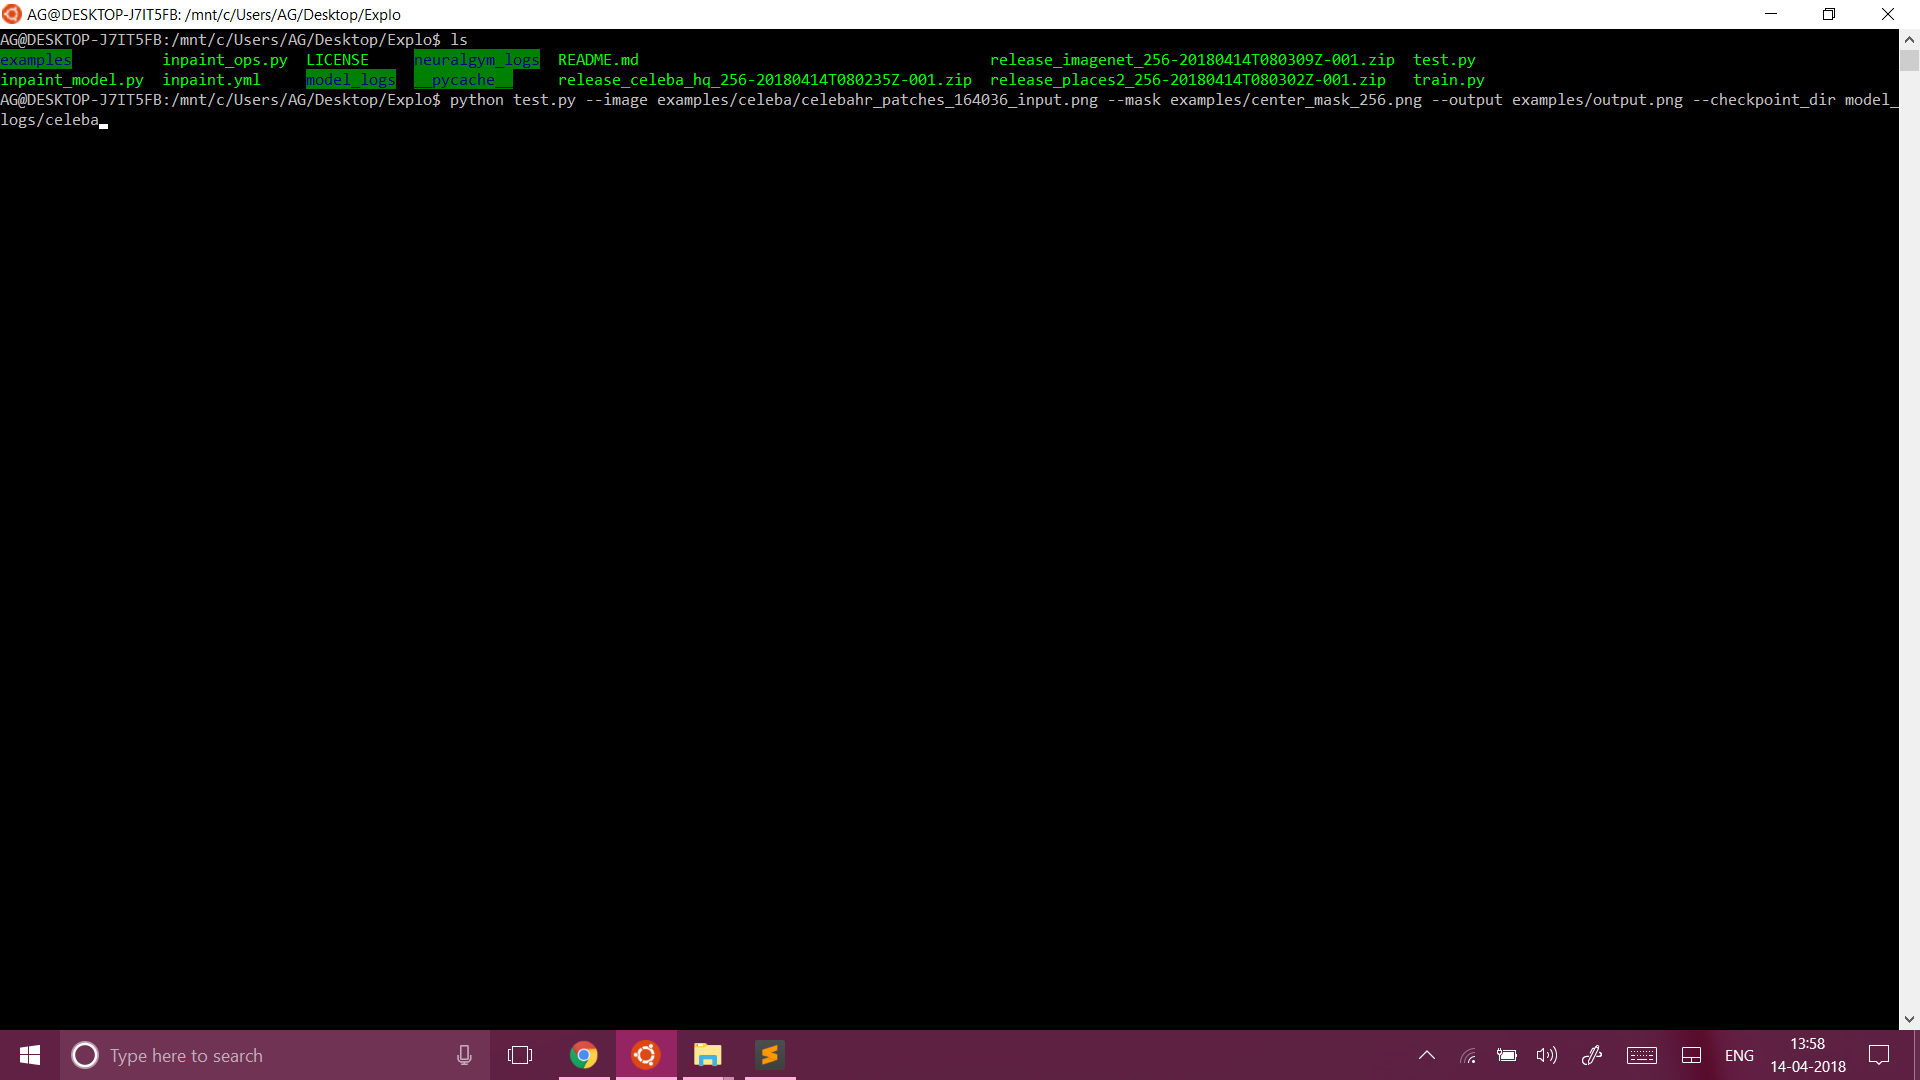 AG@DESKTOP-J7IT5FB: /mnt/c/Users/AG/Desktop/Explo
AG@DESKTOP-J7IT5FB:/mnt/c/Users/AG/Desktop/Explo$ ls
examples inpaint_ops.py LICENSE neuralgym_logs README.md release_imagenet_256-20180414T080309Z-001.zip test.py
inpaint_model.py inpaint.yml model_logs __pycache__ release_celeba_hq_256-20180414T080235Z-001.zip release_places2_256-20180414T080302Z-001.zip train.py
AG@DESKTOP-J7IT5FB:/mnt/c/Users/AG/Desktop/Explo$ python test.py --image examples/celeba/celebahr_patches_164036_input.png --mask examples/center_mask_256.png --output examples/output.png --checkpoint_dir model_
logs/celeba
Type here to search
ENG
13:58
14-04-2018